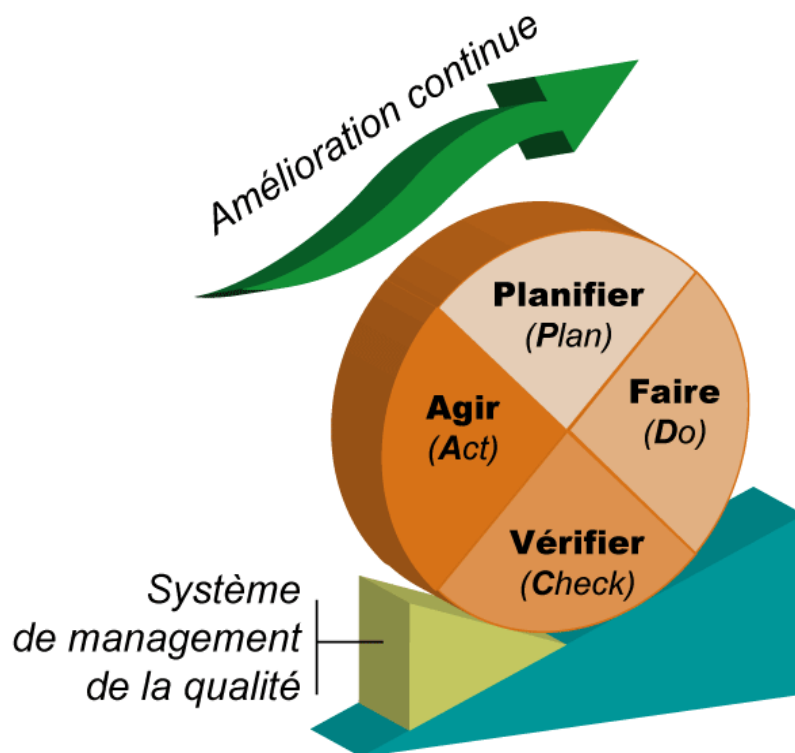 Amélioration continue
Planifier
(Plan)
Faire
(Do)
Agir
(Act)
Vérifier
(Check)
Système
de management
de la qualité